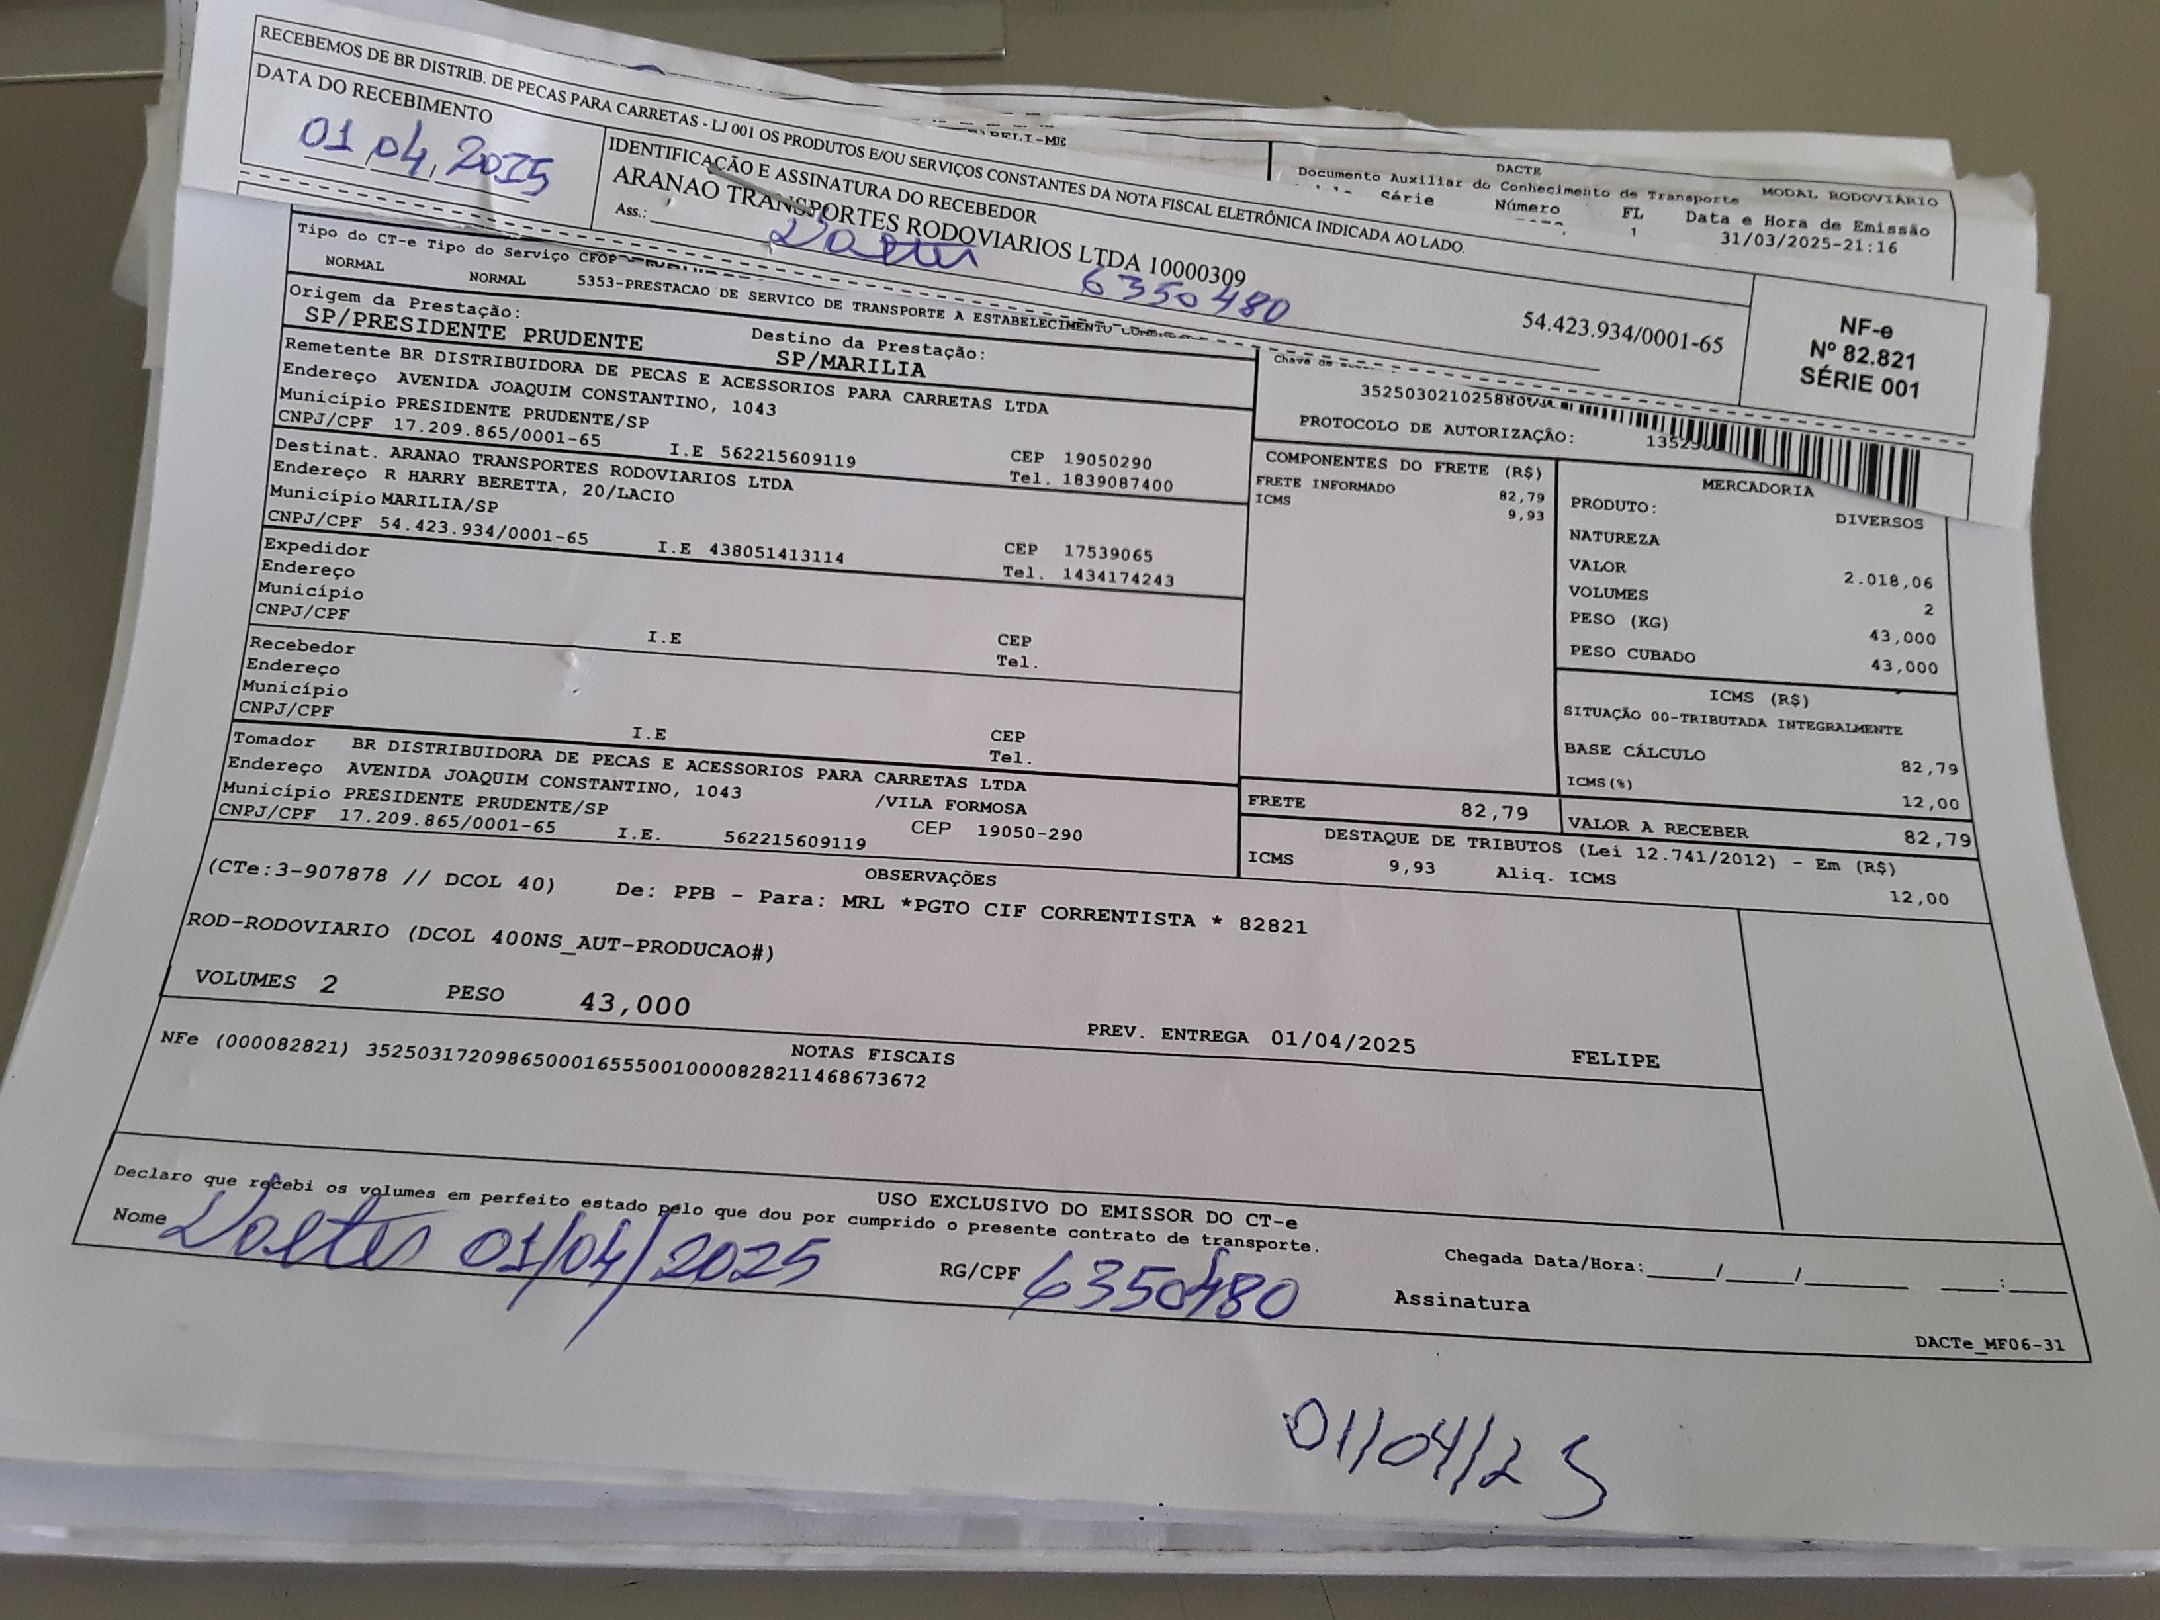 RECEBEMOS DE BR DISTRIB. DE PECAS PARA CARRETAS - LJ 001 OS PRODUTOS E/OU SERVIÇOS CONSTANTES DA NOTA FISCAL ELETRÔNICA INDICADA AO LADO.
DATA DO RECEBIMENTO
01,04,2025
IDENTIFICAÇÃO E ASSINATURA DO RECEBEDOR
ARANAO TRANSPORTES RODOVIARIOS LTDA 10000309
Ass.:
6350480
54.423.934/0001-65
NF-e
Nº 82.821
SÉRIE 001
DACTE MODAL RODOVIÁRIO
Documento Auxiliar do Conhecimento de Transporte
Série Número FL Data e Hora de Emissão
1 31/03/2025-21:16
Tipo do CT-e Tipo do Serviço CFOP
NORMAL NORMAL 5353-PRESTACAO DE SERVICO DE TRANSPORTE A ESTABELECIMENTO
Origem da Prestação: Destino da Prestação:
SP/PRESIDENTE PRUDENTE SP/MARILIA
PROTOCOLO DE AUTORIZAÇÃO:
Remetente BR DISTRIBUIDORA DE PECAS E ACESSORIOS PARA CARRETAS LTDA
Endereço AVENIDA JOAQUIM CONSTANTINO, 1043
Município PRESIDENTE PRUDENTE/SP CEP 19050290
CNPJ/CPF 17.209.865/0001-65 I.E 562215609119 Tel. 1839087400
Destinat. ARANAO TRANSPORTES RODOVIARIOS LTDA
Endereço R HARRY BERETTA, 20/LACIO
Município MARILIA/SP CEP 17539065
CNPJ/CPF 54.423.934/0001-65 I.E 438051413114 Tel. 1434174243
Expedidor
Endereço
Município CEP
CNPJ/CPF I.E Tel.
Recebedor
Endereço
Município CEP
CNPJ/CPF I.E Tel.
Tomador BR DISTRIBUIDORA DE PECAS E ACESSORIOS PARA CARRETAS LTDA
Endereço AVENIDA JOAQUIM CONSTANTINO, 1043 /VILA FORMOSA
Município PRESIDENTE PRUDENTE/SP CEP 19050-290
CNPJ/CPF 17.209.865/0001-65 I.E. 562215609119
COMPONENTES DO FRETE (R$)
FRETE INFORMADO 82,79
ICMS 9,93
MERCADORIA
PRODUTO: DIVERSOS
NATUREZA
VALOR 2.018,06
VOLUMES 2
PESO (KG) 43,000
PESO CUBADO 43,000
ICMS (R$)
SITUAÇÃO 00-TRIBUTADA INTEGRALMENTE
BASE CÁLCULO 82,79
ICMS(%) 12,00
FRETE 82,79 VALOR A RECEBER 82,79
DESTAQUE DE TRIBUTOS (Lei 12.741/2012) - Em (R$)
ICMS 9,93 Aliq. ICMS 12,00
OBSERVAÇÕES
(CTe:3-907878 // DCOL 40) De: PPB - Para: MRL *PGTO CIF CORRENTISTA * 82821
ROD-RODOVIARIO (DCOL 400NS_AUT-PRODUCAO#)
VOLUMES 2 PESO 43,000 PREV. ENTREGA 01/04/2025 FELIPE
NOTAS FISCAIS
NFe (000082821) 35250317209865000165550010000828211468673672
USO EXCLUSIVO DO EMISSOR DO CT-e
Declaro que recebi os volumes em perfeito estado pelo que dou por cumprido o presente contrato de transporte.
Nome 01/04/2025 RG/CPF 6350480 Assinatura
Chegada Data/Hora:_____/_____/_______ ___:____
DACTe_MF06-31
01/04/25